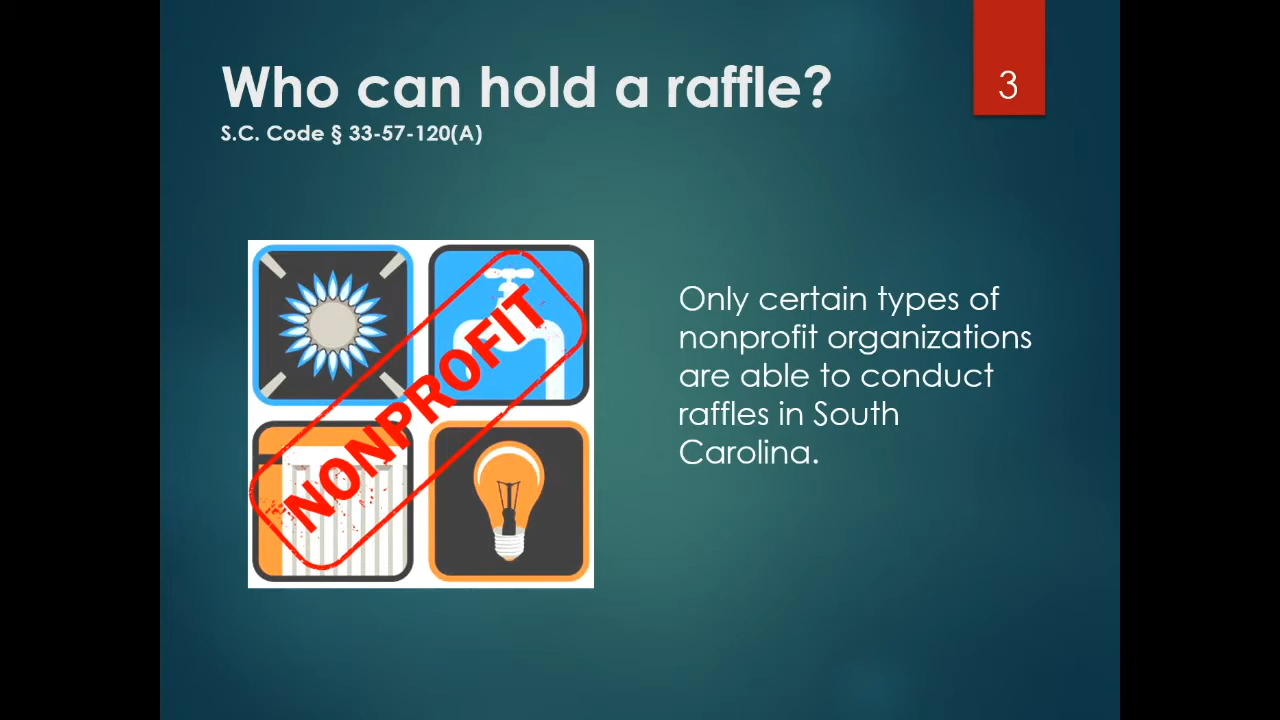 Who can hold a raffle?
3
S.C. Code § 33-57-120(A)
NONPROFIT
Only certain types of
nonprofit organizations
are able to conduct
raffles in South
Carolina.